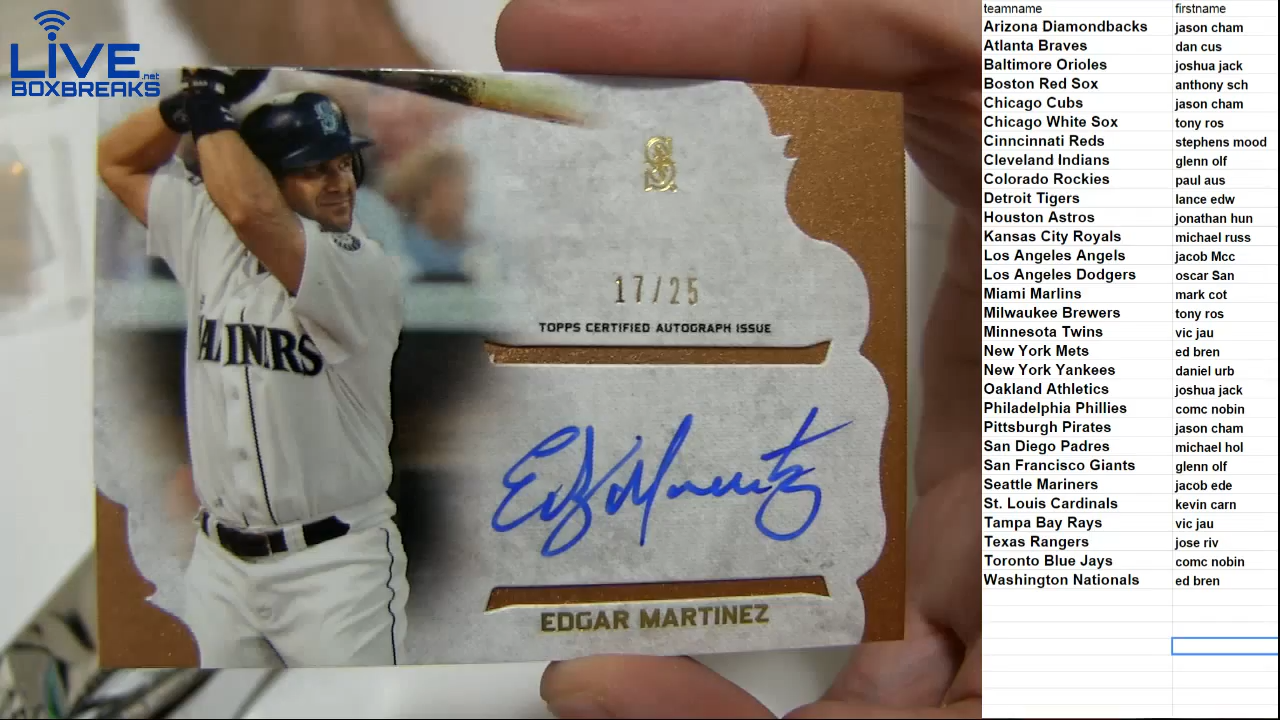 LIVE
.net
BOXBREAKS
S
17/25
TOPPS CERTIFIED AUTOGRAPH ISSUE
MARINERS
Edgar Martinez
EDGAR MARTINEZ
teamname firstname
Arizona Diamondbacks jason cham
Atlanta Braves dan cus
Baltimore Orioles joshua jack
Boston Red Sox anthony sch
Chicago Cubs jason cham
Chicago White Sox tony ros
Cinncinnati Reds stephens mood
Cleveland Indians glenn olf
Colorado Rockies paul aus
Detroit Tigers lance edw
Houston Astros jonathan hun
Kansas City Royals michael russ
Los Angeles Angels jacob Mcc
Los Angeles Dodgers oscar San
Miami Marlins mark cot
Milwaukee Brewers tony ros
Minnesota Twins vic jau
New York Mets ed bren
New York Yankees daniel urb
Oakland Athletics joshua jack
Philadelphia Phillies comc nobin
Pittsburgh Pirates jason cham
San Diego Padres michael hol
San Francisco Giants glenn olf
Seattle Mariners jacob ede
St. Louis Cardinals kevin carn
Tampa Bay Rays vic jau
Texas Rangers jose riv
Toronto Blue Jays comc nobin
Washington Nationals ed bren